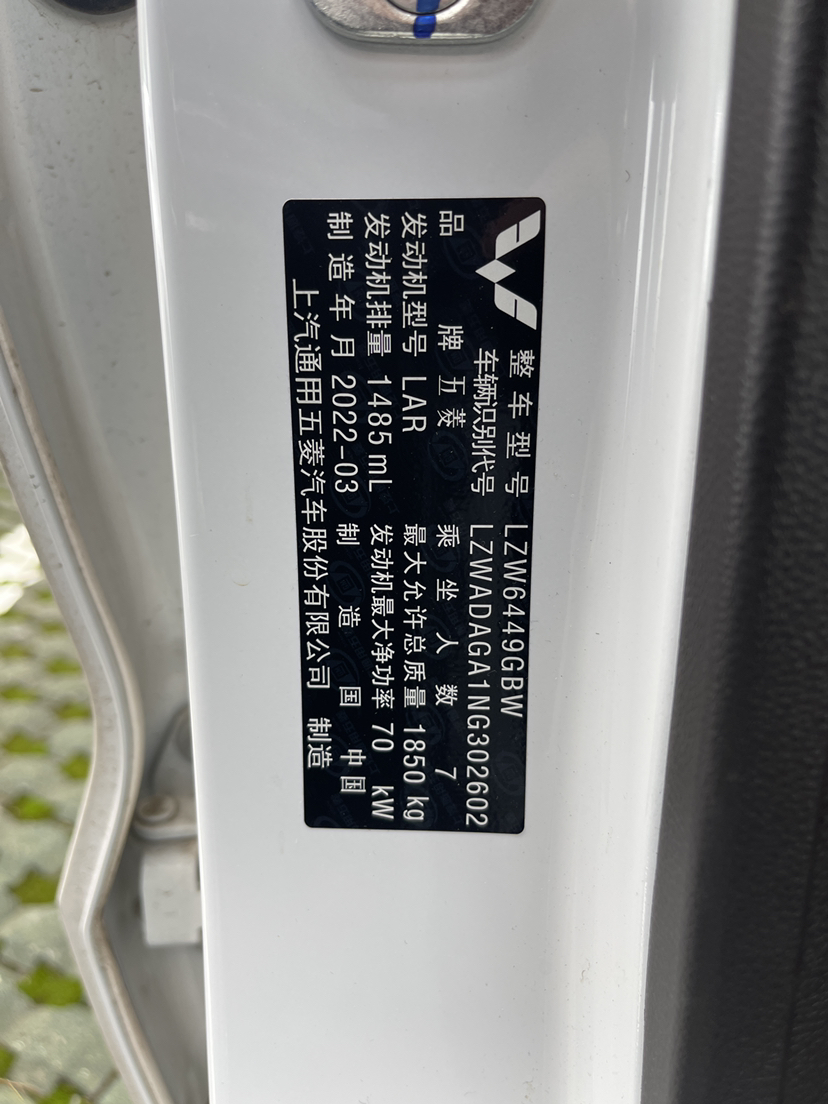 整车型号 LZW6449GBW
车辆识别代号 LZWADAGA1NG302602
品牌 五菱 乘坐人数 7
发动机型号 LAR 最大允许总质量 1850 kg
发动机排量 1485 mL 发动机最大净功率 70 kW
制造年月 2022-03 制造国 中国
上汽通用五菱汽车股份有限公司 制造